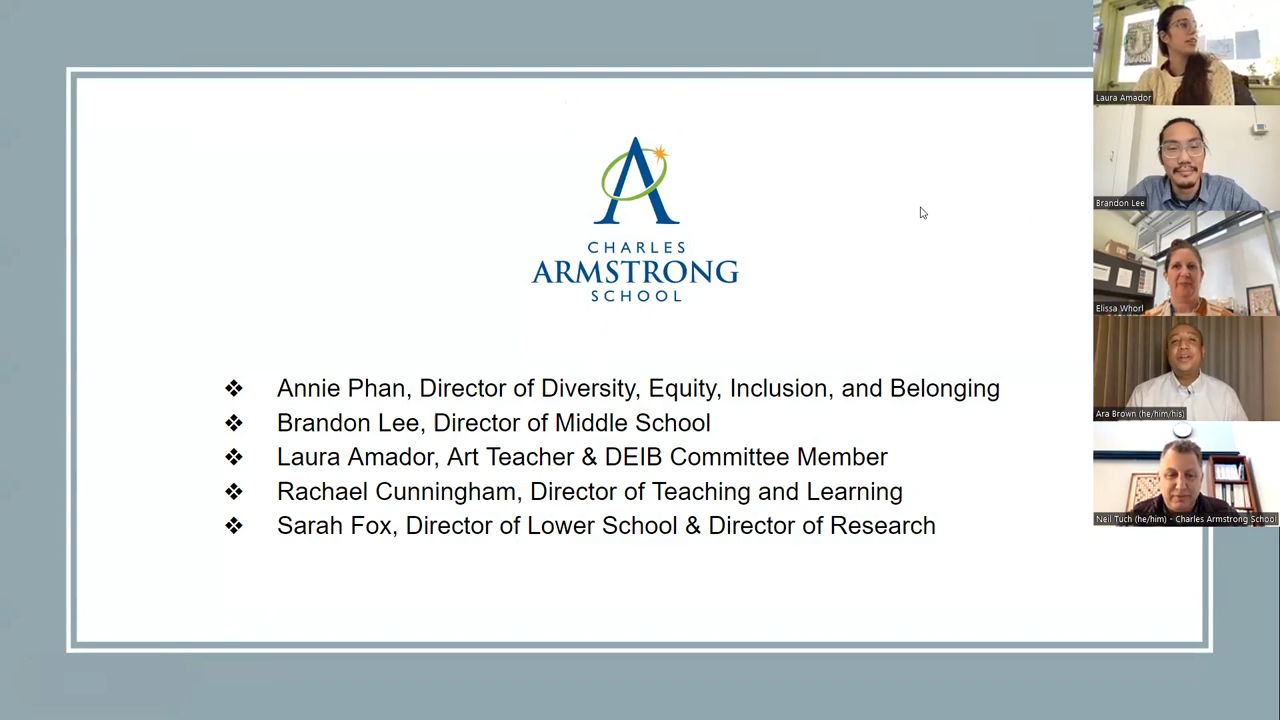 CHARLES
ARMSTRONG
SCHOOL
❖ Annie Phan, Director of Diversity, Equity, Inclusion, and Belonging
❖ Brandon Lee, Director of Middle School
❖ Laura Amador, Art Teacher & DEIB Committee Member
❖ Rachael Cunningham, Director of Teaching and Learning
❖ Sarah Fox, Director of Lower School & Director of Research
Laura Amador
Brandon Lee
Elissa Whorl
Ara Brown (he/him/his)
Neil Tuch (he/him) - Charles Armstrong School